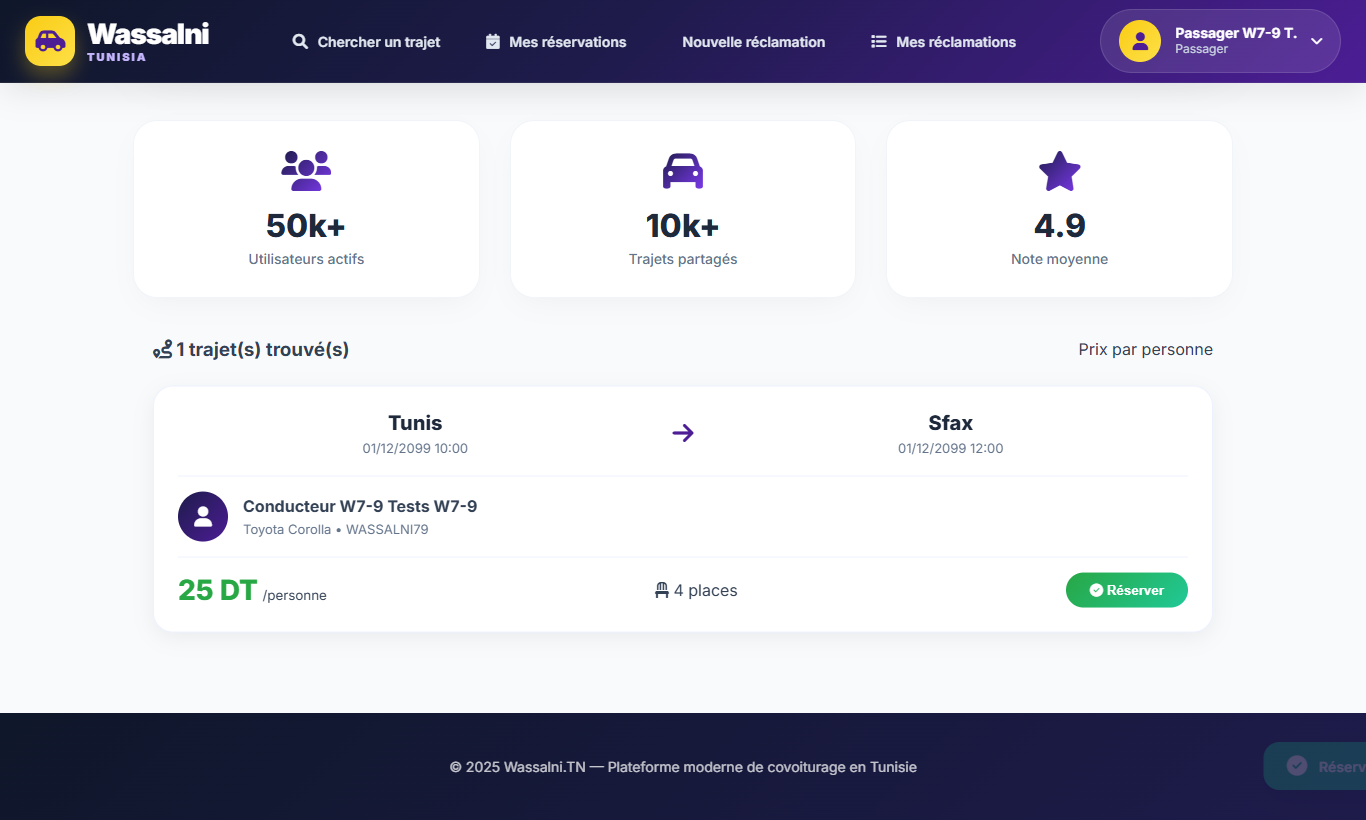 Wassalni
TUNISIA
Chercher un trajet
Mes réservations
Nouvelle réclamation
Mes réclamations
Passager W7-9 T.
Passager
50k+
Utilisateurs actifs
10k+
Trajets partagés
4.9
Note moyenne
1 trajet(s) trouvé(s)
Prix par personne
Tunis
01/12/2099 10:00
Sfax
01/12/2099 12:00
Conducteur W7-9 Tests W7-9
Toyota Corolla • WASSALNI79
25 DT /personne
4 places
Réserver
© 2025 Wassalni.TN — Plateforme moderne de covoiturage en Tunisie